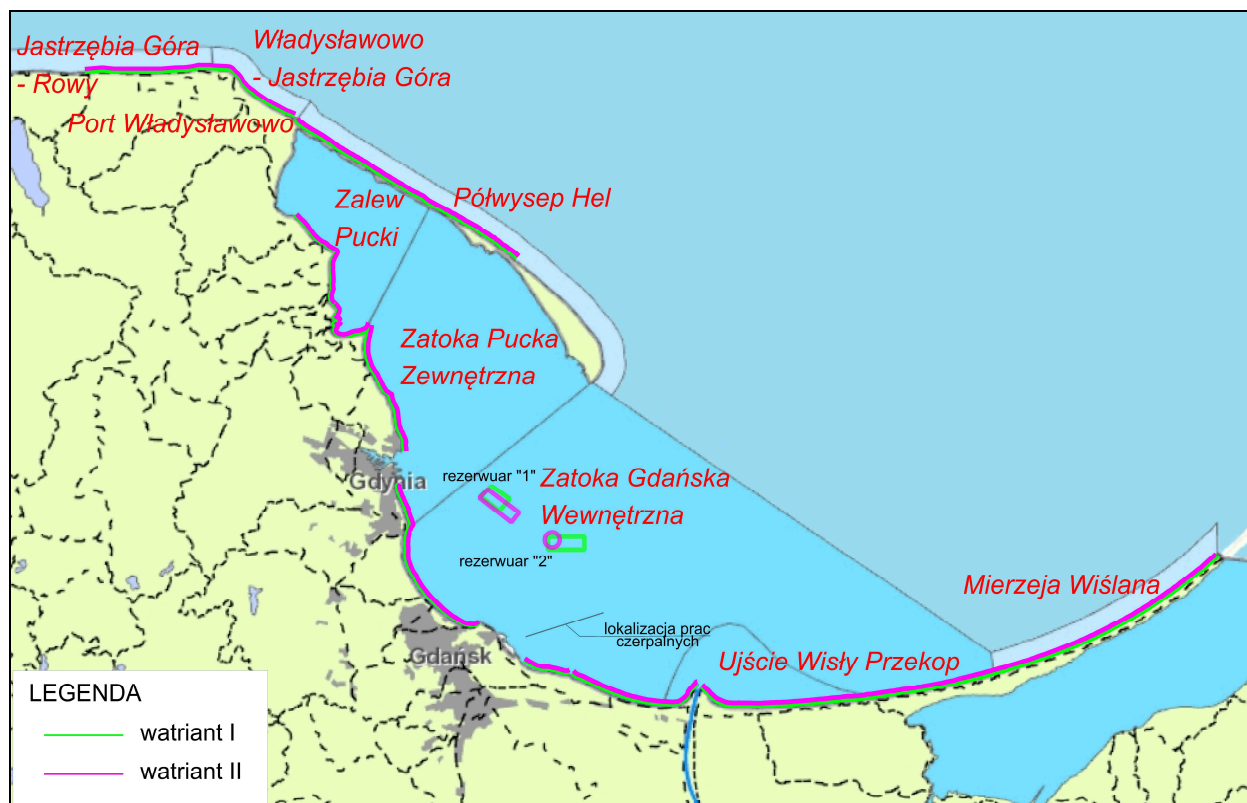 Jastrzębia Góra
- Rowy
Władysławowo
- Jastrzębia Góra
Port Władysławowo
Zalew
Pucki
Półwysep Hel
Zatoka Pucka
Zewnętrzna
Gdynia
rezerwuar "1"
Zatoka Gdańska
Wewnętrzna
rezerwuar "2"
Mierzeja Wiślana
lokalizacja prac
czerpalnych
Gdańsk
Ujście Wisły Przekop
LEGENDA
watriant I
watriant II